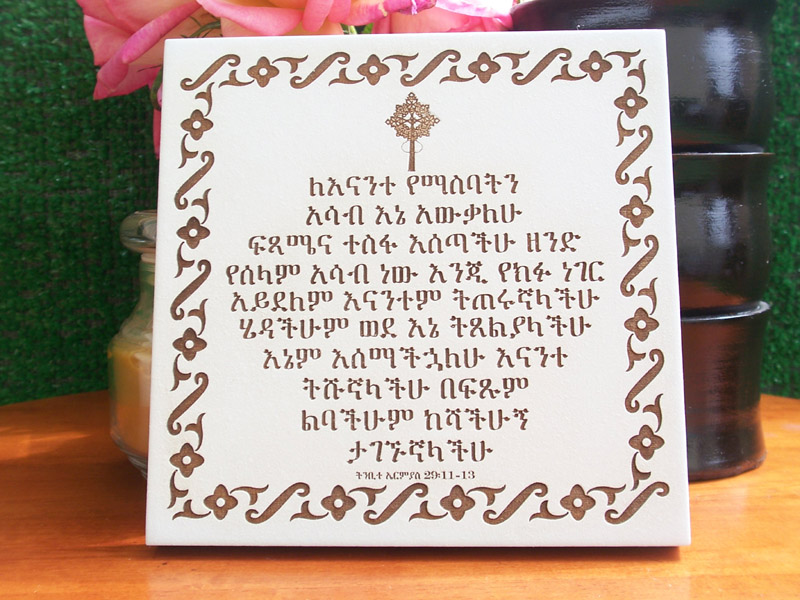 ለእናንተ የማስባትን
አሳብ እኔ አውቃለሁ
ፍጻሜና ተስፋ እሰጣችሁ ዘንድ
የሰላም አሳብ ነው እንጂ የክፉ ነገር
አይደለም እናንተም ትጠሩኛላችሁ
ሄዳችሁም ወደ እኔ ትጸልያላችሁ
እኔም እሰማችኋለሁ እናንተ
ትሹኛላችሁ በፍጹም
ልባችሁም ከሻችሁኝ
ታገኙኛላችሁ
ትንቢተ ኤርምያስ 29:11-13